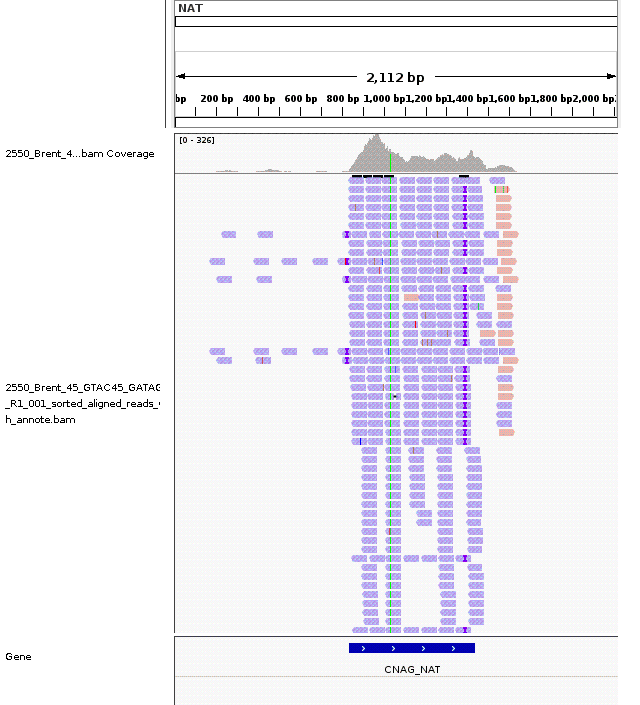 NAT
2,112 bp
bp 200 bp 400 bp 600 bp 800 bp 1,000 bp 1,200 bp 1,400 bp 1,600 bp 1,800 bp 2,000 bp
[0 - 326]
2550_Brent_4...bam Coverage
2550_Brent_45_GTAC45_GATAG
_R1_001_sorted_aligned_reads_
h_annote.bam
Gene
CNAG_NAT